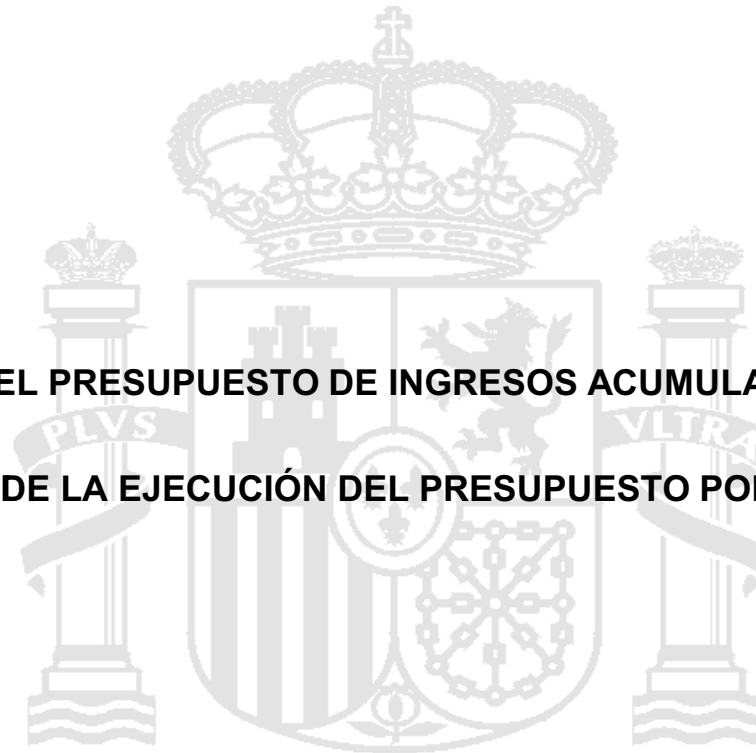 EL PRESUPUESTO DE INGRESOS ACUMULA
PLVS VLTRA
DE LA EJECUCIÓN DEL PRESUPUESTO PO